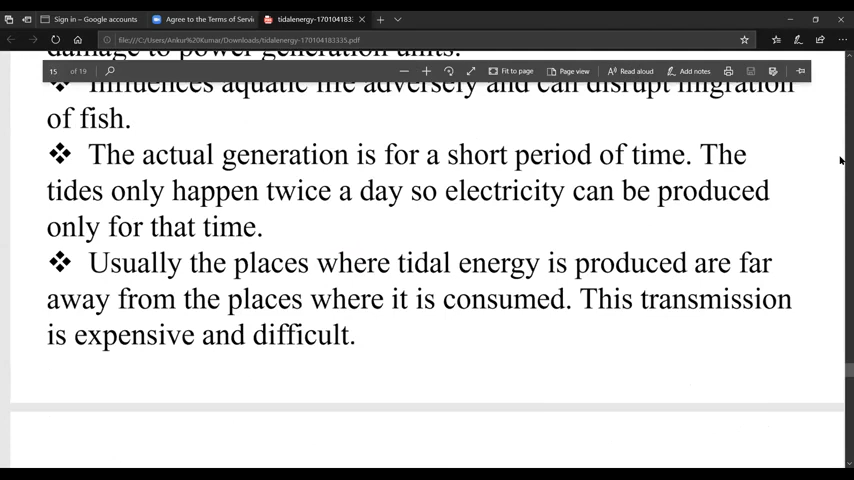 Sign in – Google accounts
Agree to the Terms of Servi
tidalenergy-170104183
file:///C:/Users/Ankur%20Kumar/Downloads/tidalenergy-170104183335.pdf
damage to power generation units.
15 of 19
Fit to page
Page view
Read aloud
Add notes
❖ Influences aquatic life adversely and can disrupt migration
of fish.
❖ The actual generation is for a short period of time. The
tides only happen twice a day so electricity can be produced
only for that time.
❖ Usually the places where tidal energy is produced are far
away from the places where it is consumed. This transmission
is expensive and difficult.